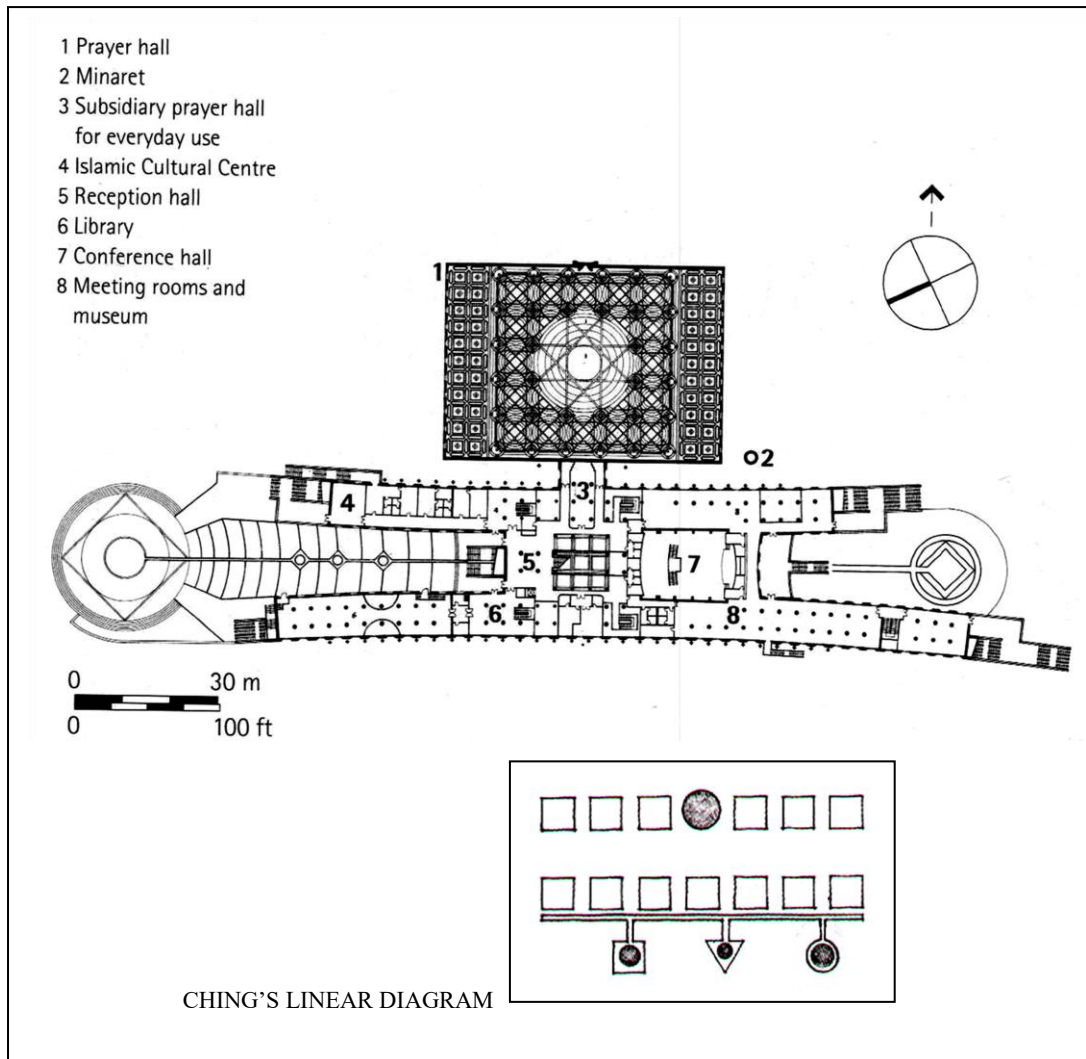 1 Prayer hall
2 Minaret
3 Subsidiary prayer hall
for everyday use
4 Islamic Cultural Centre
5 Reception hall
6 Library
7 Conference hall
8 Meeting rooms and
museum
1
2
3
4
5
7
6
8
0 30 m
0 100 ft
CHING'S LINEAR DIAGRAM